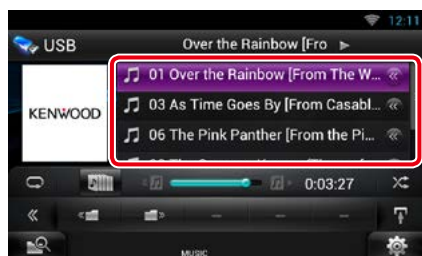 12:11
USB
Over the Rainbow [Fro
01 Over the Rainbow [From The W...
KENWOOD
03 As Time Goes By [From Casabl...
06 The Pink Panther [From the Pi...
0:03:27
MUSIC